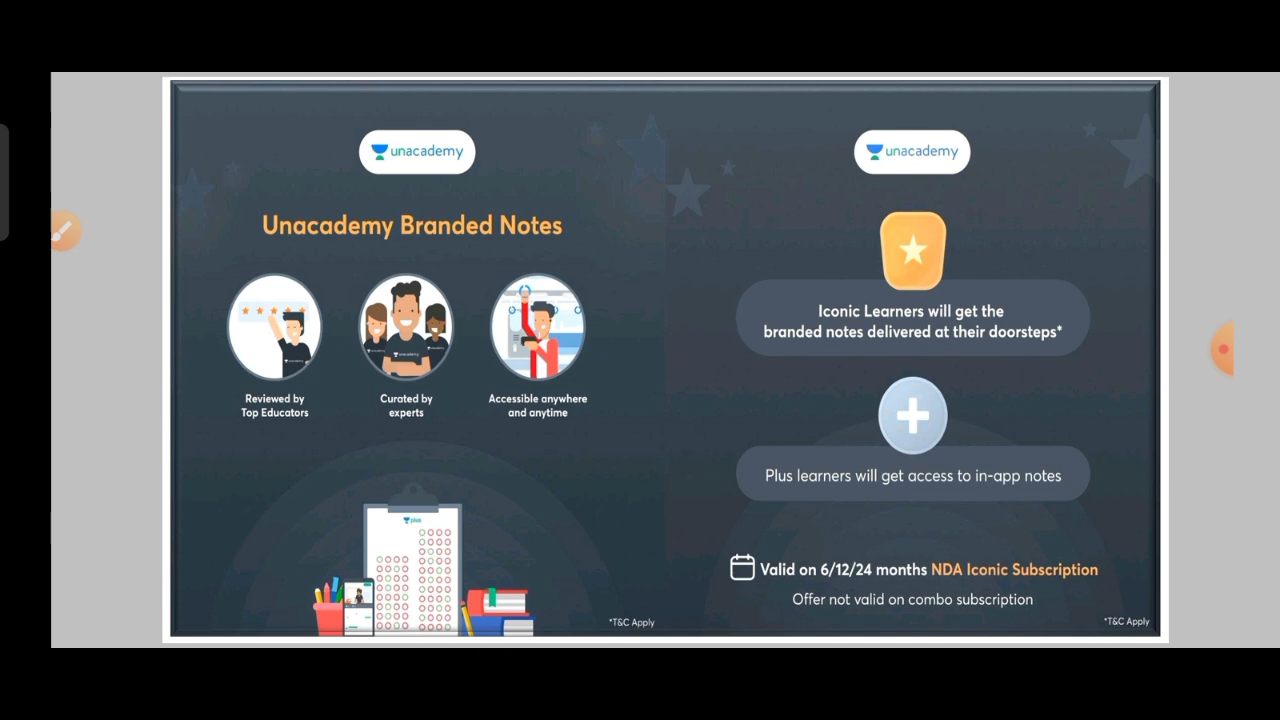 unacademy
Unacademy Branded Notes
Reviewed by
Top Educators
Curated by
experts
Accessible anywhere
and anytime
plus
*T&C Apply
unacademy
Iconic Learners will get the
branded notes delivered at their doorsteps*
Plus learners will get access to in-app notes
Valid on 6/12/24 months NDA Iconic Subscription
Offer not valid on combo subscription
*T&C Apply